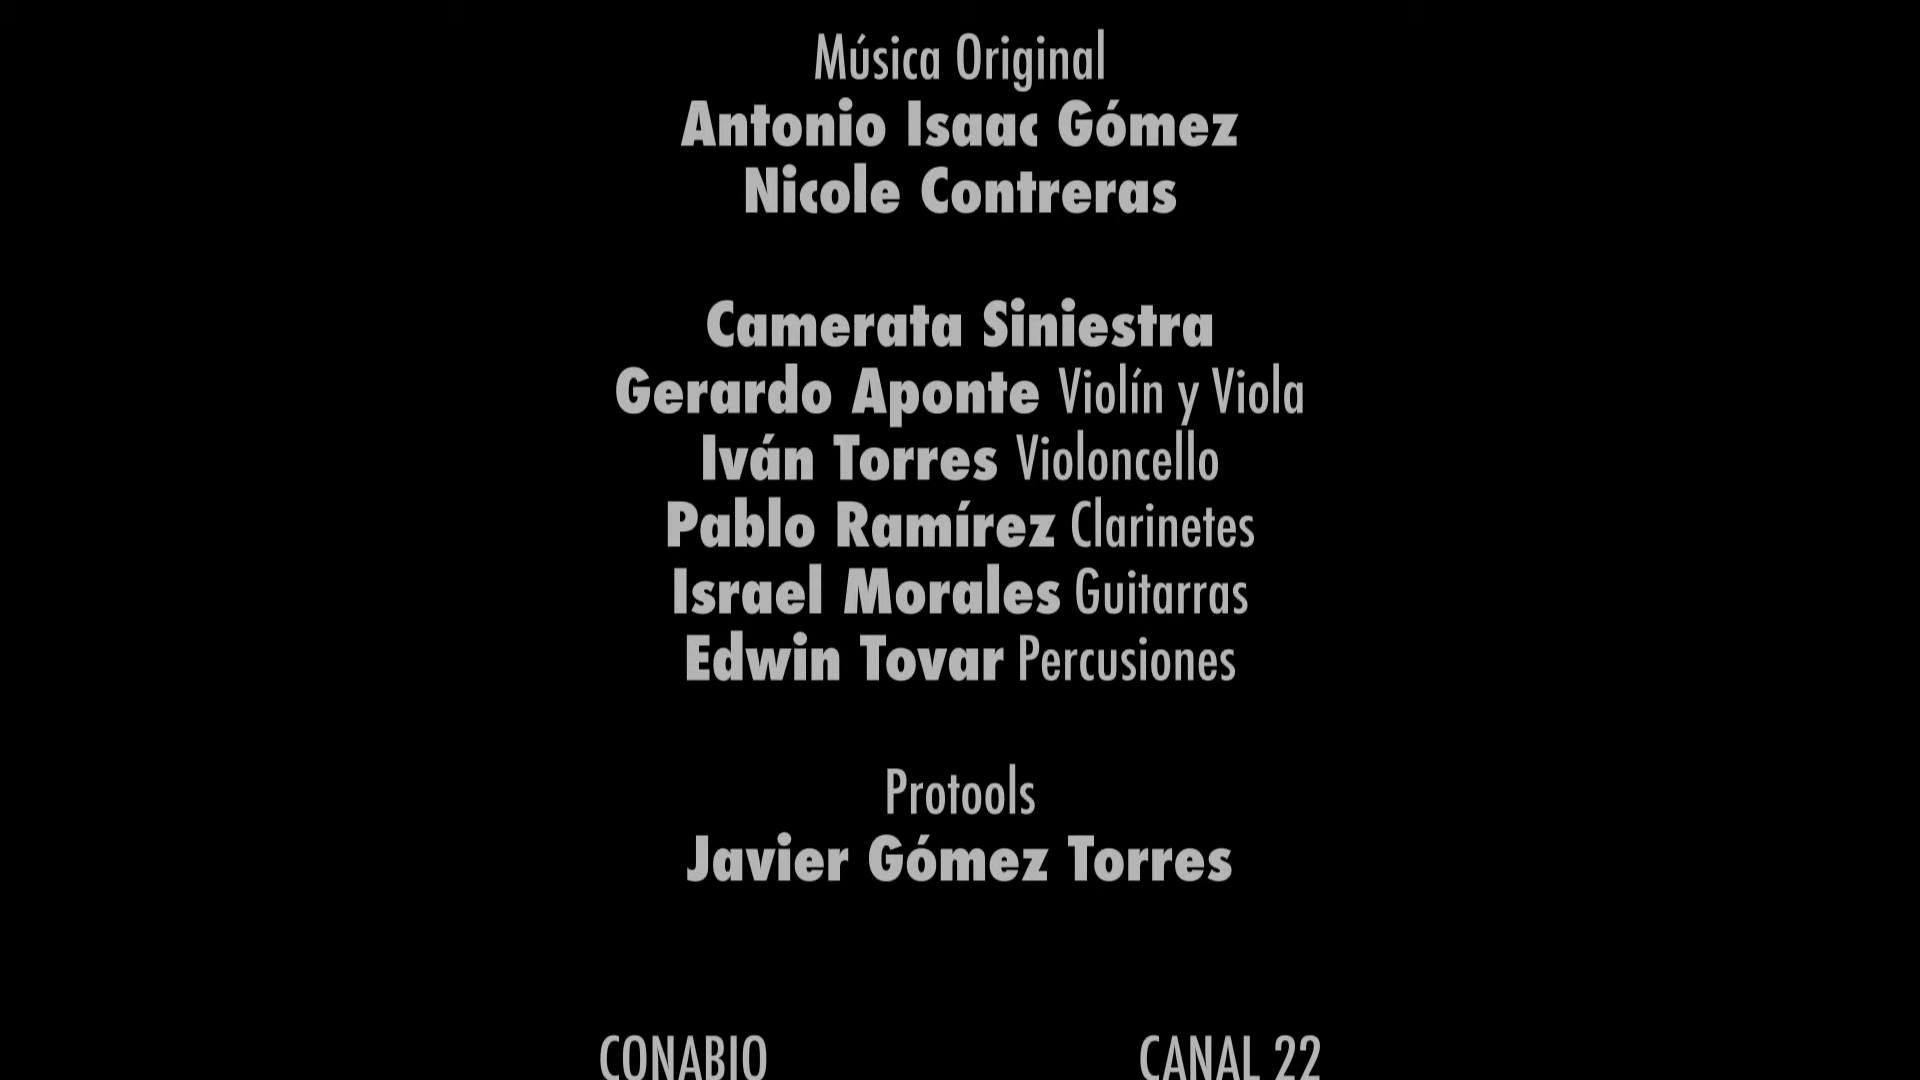 Música Original
Antonio Isaac Gómez
Nicole Contreras
Camerata Siniestra
Gerardo Aponte Violín y Viola
Iván Torres Violoncello
Pablo Ramírez Clarinetes
Israel Morales Guitarras
Edwin Tovar Percusiones
Protools
Javier Gómez Torres
CONABIO CANAL 22